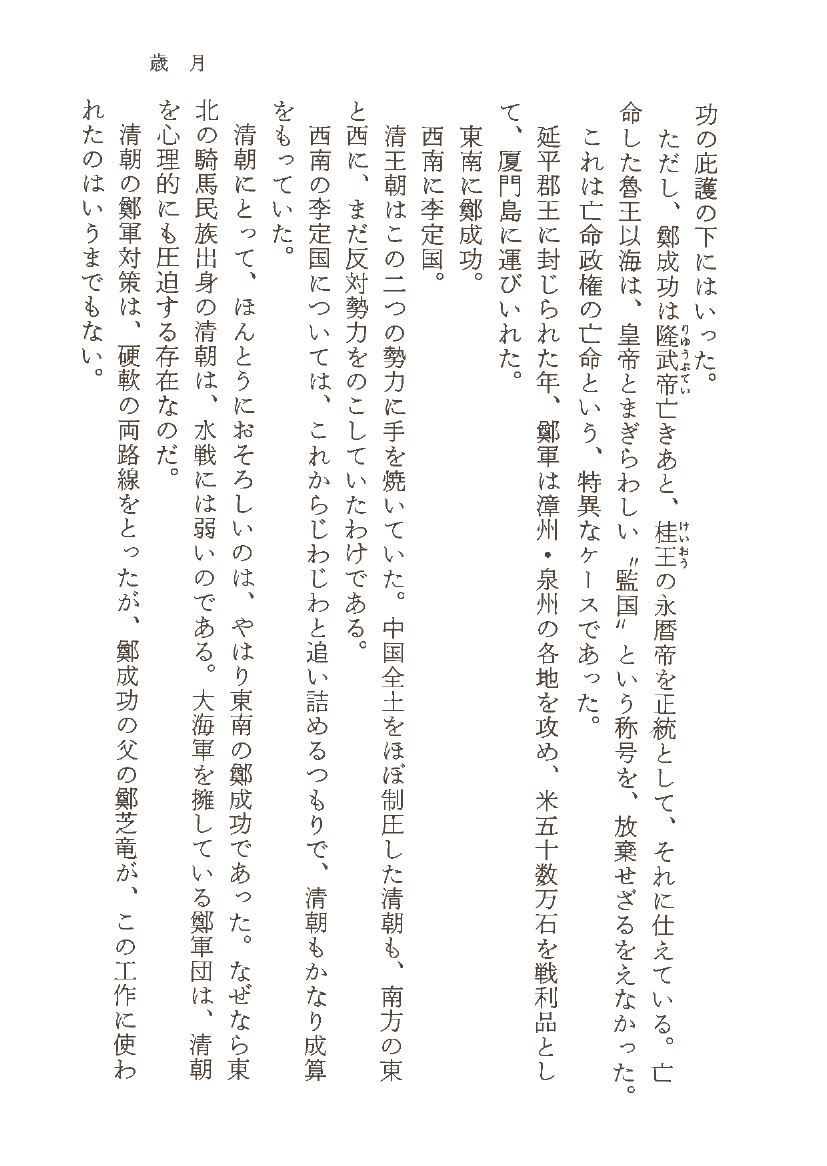 歳月
功の庇護の下にはいった。
ただし、鄭成功は隆武帝亡きあと、桂王の永暦帝を正統として、それに仕えている。亡
りゅうぶてい
けいおう
命した魯王以海は、皇帝とまぎらわしい〝監国〟という称号を、放棄せざるをえなかった。
これは亡命政権の亡命という、特異なケースであった。
延平郡王に封じられた年、鄭軍は漳州・泉州の各地を攻め、米五十数万石を戦利品とし
て、厦門島に運びいれた。
東南に鄭成功。
西南に李定国。
清王朝はこの二つの勢力に手を焼いていた。中国全土をほぼ制圧した清朝も、南方の東
と西に、まだ反対勢力をのこしていたわけである。
西南の李定国については、これからじわじわと追い詰めるつもりで、清朝もかなり成算
をもっていた。
清朝にとって、ほんとうにおそろしいのは、やはり東南の鄭成功であった。なぜなら東
北の騎馬民族出身の清朝は、水戦には弱いのである。大海軍を擁している鄭軍団は、清朝
を心理的にも圧迫する存在なのだ。
清朝の鄭軍対策は、硬軟の両路線をとったが、鄭成功の父の鄭芝竜が、この工作に使わ
れたのはいうまでもない。